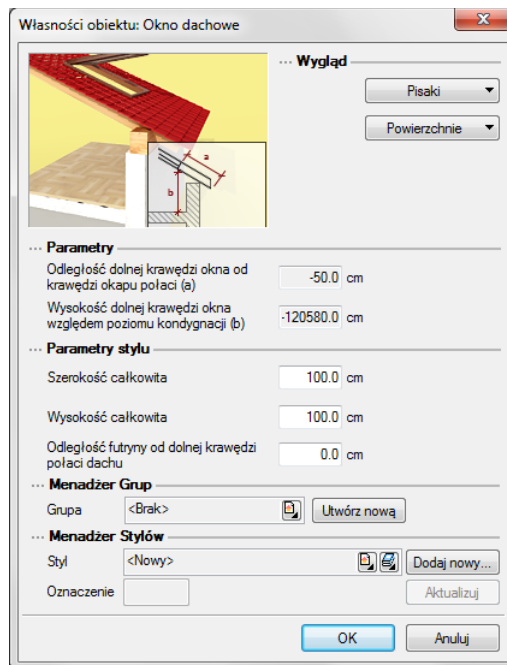 Własności obiektu: Okno dachowe
a
b
Wygląd
Pisaki
Powierzchnie
Parametry
Odległość dolnej krawędzi okna od
krawędzi okapu połaci (a)
-50.0 cm
Wysokość dolnej krawędzi okna
względem poziomu kondygnacji (b)
-120580.0 cm
Parametry stylu
Szerokość całkowita
100.0 cm
Wysokość całkowita
100.0 cm
Odległość futryny od dolnej krawędzi
połaci dachu
0.0 cm
Menadżer Grup
Grupa <Brak> Utwórz nową
Menadżer Stylów
Styl <Nowy> Dodaj nowy...
Oznaczenie Aktualizuj
OK Anuluj